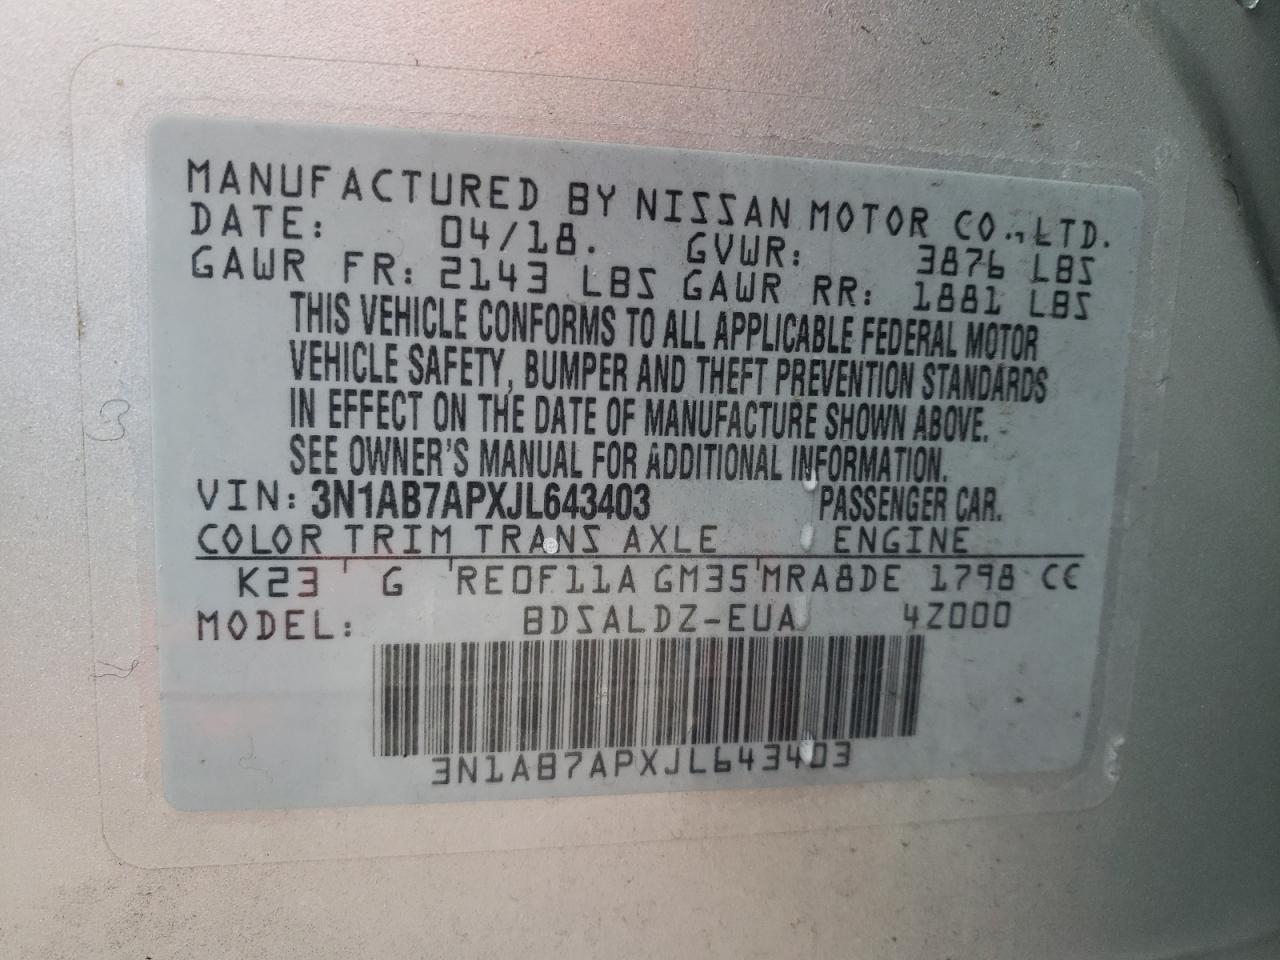 MANUFACTURED BY NISSAN MOTOR CO., LTD.
DATE: 04/18. GVWR: 3876 LBS
GAWR FR: 2143 LBS GAWR RR: 1881 LBS
THIS VEHICLE CONFORMS TO ALL APPLICABLE FEDERAL MOTOR
VEHICLE SAFETY, BUMPER AND THEFT PREVENTION STANDARDS
IN EFFECT ON THE DATE OF MANUFACTURE SHOWN ABOVE.
SEE OWNER'S MANUAL FOR ADDITIONAL INFORMATION.
VIN: 3N1AB7APXJL643403 PASSENGER CAR.
COLOR TRIM TRANS AXLE ENGINE
K23 ' G 'RE0F11A GM35'MRA8DE 1798 CC
MODEL: BDSALDZ-EUA 4Z000
3N1AB7APXJL643403